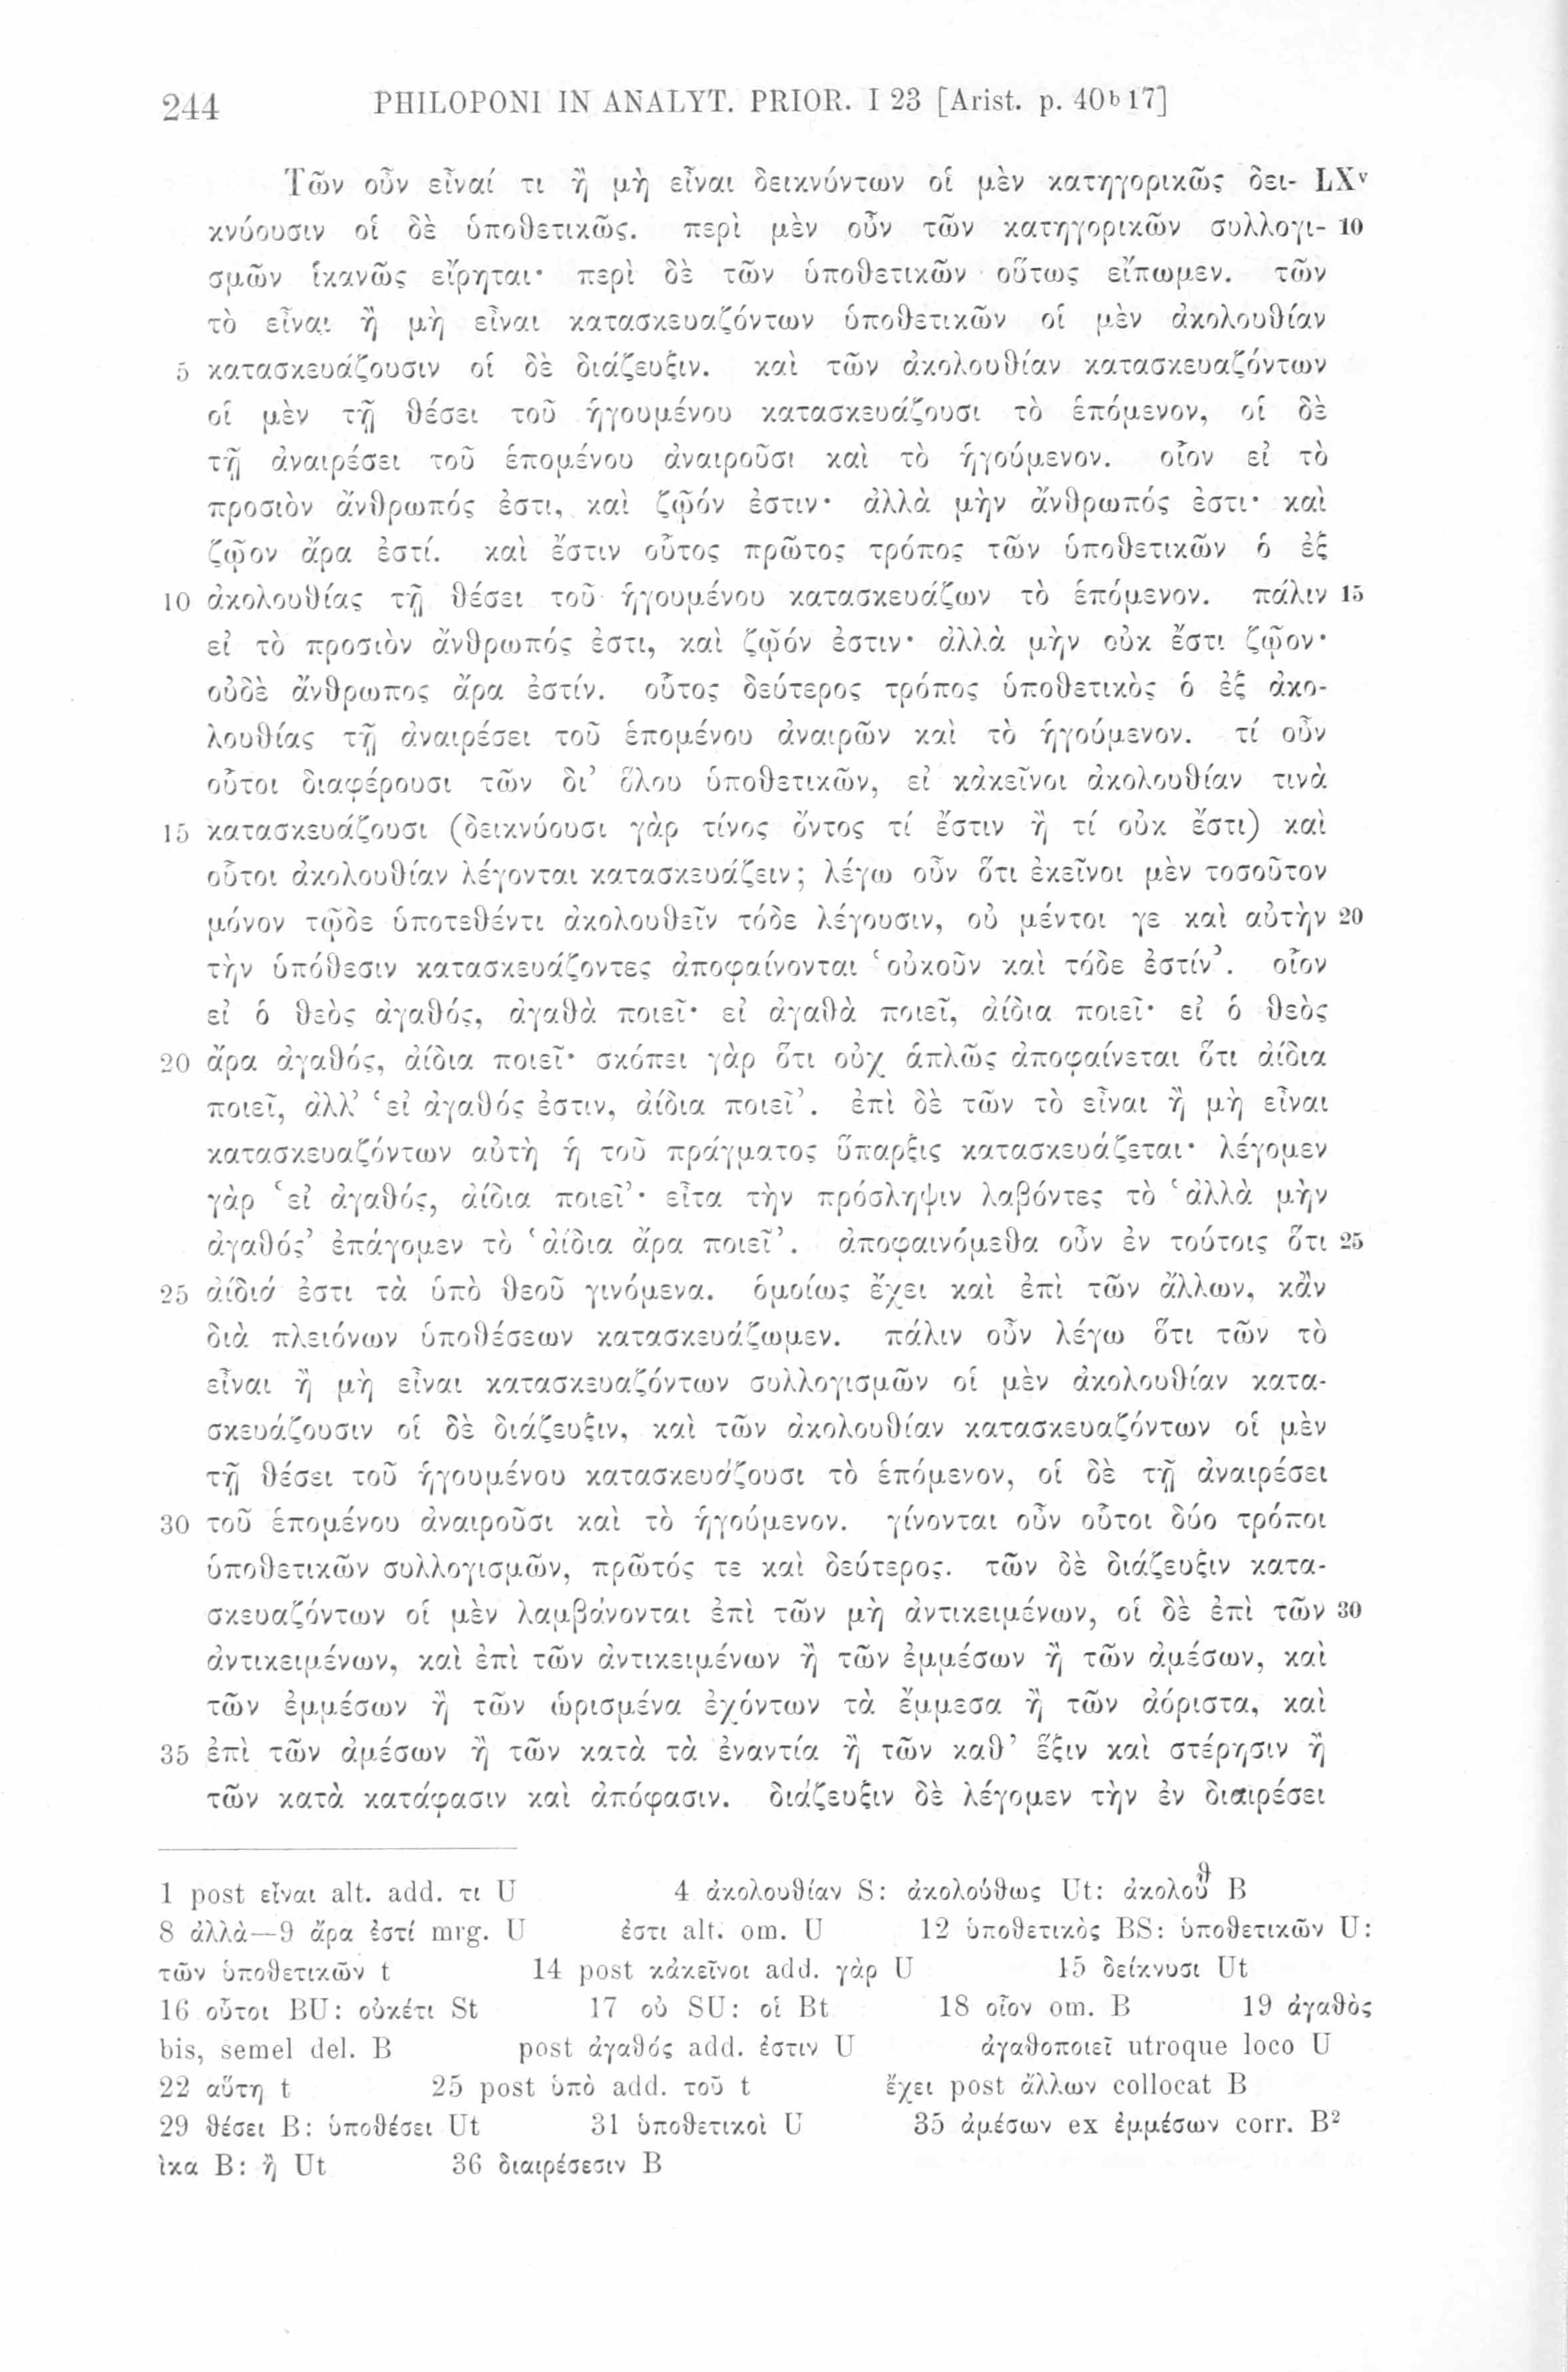 244 PHILOPONI IN ANALYT. PRIOR. I 23 [Arist. p. 40b 17]
Τῶν οὖν εἶναί τι ἢ μὴ εἶναι δεικνύντων οἱ μὲν κατηγορικῶς δει- LXv
κνύουσιν οἱ δὲ ὑποθετικῶς. περὶ μὲν οὖν τῶν κατηγορικῶν συλλογι- 10
σμῶν ἱκανῶς εἴρηται· περὶ δὲ τῶν ὑποθετικῶν οὕτως εἴπωμεν. τῶν
τὸ εἶναι ἢ μὴ εἶναι κατασκευαζόντων ὑποθετικῶν οἱ μὲν ἀκολουθίαν
5 κατασκευάζουσιν οἱ δὲ διάζευξιν. καὶ τῶν ἀκολουθίαν κατασκευαζόντων
οἱ μὲν τῇ θέσει τοῦ ἡγουμένου κατασκευάζουσι τὸ ἑπόμενον, οἱ δὲ
τῇ ἀναιρέσει τοῦ ἑπομένου ἀναιροῦσι καὶ τὸ ἡγούμενον. οἷον εἰ τὸ
προσιὸν ἄνθρωπός ἐστι, καὶ ζῷόν ἐστιν· ἀλλὰ μὴν ἄνθρωπός ἐστι· καὶ
ζῷον ἄρα ἐστί. καὶ ἔστιν οὗτος πρῶτος τρόπος τῶν ὑποθετικῶν ὁ ἐξ
10 ἀκολουθίας τῇ θέσει τοῦ ἡγουμένου κατασκευάζων τὸ ἑπόμενον. πάλιν 15
εἰ τὸ προσιὸν ἄνθρωπός ἐστι, καὶ ζῷόν ἐστιν· ἀλλὰ μὴν οὐκ ἔστι ζῷον·
οὐδὲ ἄνθρωπος ἄρα ἐστίν. οὗτος δεύτερος τρόπος ὑποθετικὸς ὁ ἐξ ἀκο-
λουθίας τῇ ἀναιρέσει τοῦ ἑπομένου ἀναιρῶν καὶ τὸ ἡγούμενον. τί οὖν
οὗτοι διαφέρουσι τῶν δι’ ὅλου ὑποθετικῶν, εἰ κἀκεῖνοι ἀκολουθίαν τινὰ
15 κατασκευάζουσι (δεικνύουσι γὰρ τίνος ὄντος τί ἔστιν ἢ τί οὐκ ἔστι) καὶ
οὗτοι ἀκολουθίαν λέγονται κατασκευάζειν; λέγω οὖν ὅτι ἐκεῖνοι μὲν τοσοῦτον
μόνον τῷδε ὑποτεθέντι ἀκολουθεῖν τόδε λέγουσιν, οὐ μέντοι γε καὶ αὐτὴν 20
τὴν ὑπόθεσιν κατασκευάζοντες ἀποφαίνονται ‘οὐκοῦν καὶ τόδε ἐστίν’. οἷον
εἰ ὁ θεὸς ἀγαθός, ἀγαθὰ ποιεῖ· εἰ ἀγαθὰ ποιεῖ, ἀίδια ποιεῖ· εἰ ὁ θεὸς
20 ἄρα ἀγαθός, ἀίδια ποιεῖ· σκόπει γὰρ ὅτι οὐχ ἁπλῶς ἀποφαίνεται ὅτι ἀίδια
ποιεῖ, ἀλλ’ ‘εἰ ἀγαθός ἐστιν, ἀίδια ποιεῖ’. ἐπὶ δὲ τῶν τὸ εἶναι ἢ μὴ εἶναι
κατασκευαζόντων αὐτὴ ἡ τοῦ πράγματος ὕπαρξις κατασκευάζεται· λέγομεν
γὰρ ‘εἰ ἀγαθός, ἀίδια ποιεῖ’· εἶτα τὴν πρόσληψιν λαβόντες τὸ ‘ἀλλὰ μὴν
ἀγαθός’ ἐπάγομεν τὸ ‘ἀίδια ἄρα ποιεῖ’. ἀποφαινόμεθα οὖν ἐν τούτοις ὅτι 25
25 ἀίδιά ἐστι τὰ ὑπὸ θεοῦ γινόμενα. ὁμοίως ἔχει καὶ ἐπὶ τῶν ἄλλων, κἂν
διὰ πλειόνων ὑποθέσεων κατασκευάζωμεν. πάλιν οὖν λέγω ὅτι τῶν τὸ
εἶναι ἢ μὴ εἶναι κατασκευαζόντων συλλογισμῶν οἱ μὲν ἀκολουθίαν κατα-
σκευάζουσιν οἱ δὲ διάζευξιν, καὶ τῶν ἀκολουθίαν κατασκευαζόντων οἱ μὲν
τῇ θέσει τοῦ ἡγουμένου κατασκευάζουσι τὸ ἑπόμενον, οἱ δὲ τῇ ἀναιρέσει
30 τοῦ ἑπομένου ἀναιροῦσι καὶ τὸ ἡγούμενον. γίνονται οὖν οὗτοι δύο τρόποι
ὑποθετικῶν συλλογισμῶν, πρῶτός τε καὶ δεύτερος. τῶν δὲ διάζευξιν κατα-
σκευαζόντων οἱ μὲν λαμβάνονται ἐπὶ τῶν μὴ ἀντικειμένων, οἱ δὲ ἐπὶ τῶν 30
ἀντικειμένων, καὶ ἐπὶ τῶν ἀντικειμένων ἢ τῶν ἐμμέσων ἢ τῶν ἀμέσων, καὶ
τῶν ἐμμέσων ἢ τῶν ὡρισμένα ἐχόντων τὰ ἔμμεσα ἢ τῶν ἀόριστα, καὶ
35 ἐπὶ τῶν ἀμέσων ἢ τῶν κατὰ τὰ ἐναντία ἢ τῶν καθ’ ἕξιν καὶ στέρησιν ἢ
τῶν κατὰ κατάφασιν καὶ ἀπόφασιν. διάζευξιν δὲ λέγομεν τὴν ἐν διαιρέσει
1 post εἶναι alt. add. τι U 4 ἀκολουθίαν S: ἀκολούθως Ut: ἀκολοῦθ B
8 ἀλλὰ—9 ἄρα ἐστί mrg. U ἐστι alt. om. U 12 ὑποθετικὸς BS: ὑποθετικῶν U:
τῶν ὑποθετικῶν t 14 post κἀκεῖνοι add. γὰρ U 15 δείκνυσι Ut
16 οὗτοι BU: οὐκέτι St 17 οὐ SU: οἱ Bt 18 οἷον om. B 19 ἀγαθὸς
bis, semel del. B post ἀγαθός add. ἐστιν U ἀγαθοποιεῖ utroque loco U
22 αὕτη t 25 post ὑπὸ add. τοῦ t ἔχει post ἄλλων collocat B
29 θέσει B: ὑποθέσει Ut 31 ὑποθετικοὶ U 35 ἀμέσων ex ἐμμέσων corr. B2
ἱκα B: ἢ Ut 36 διαιρέσεσιν B